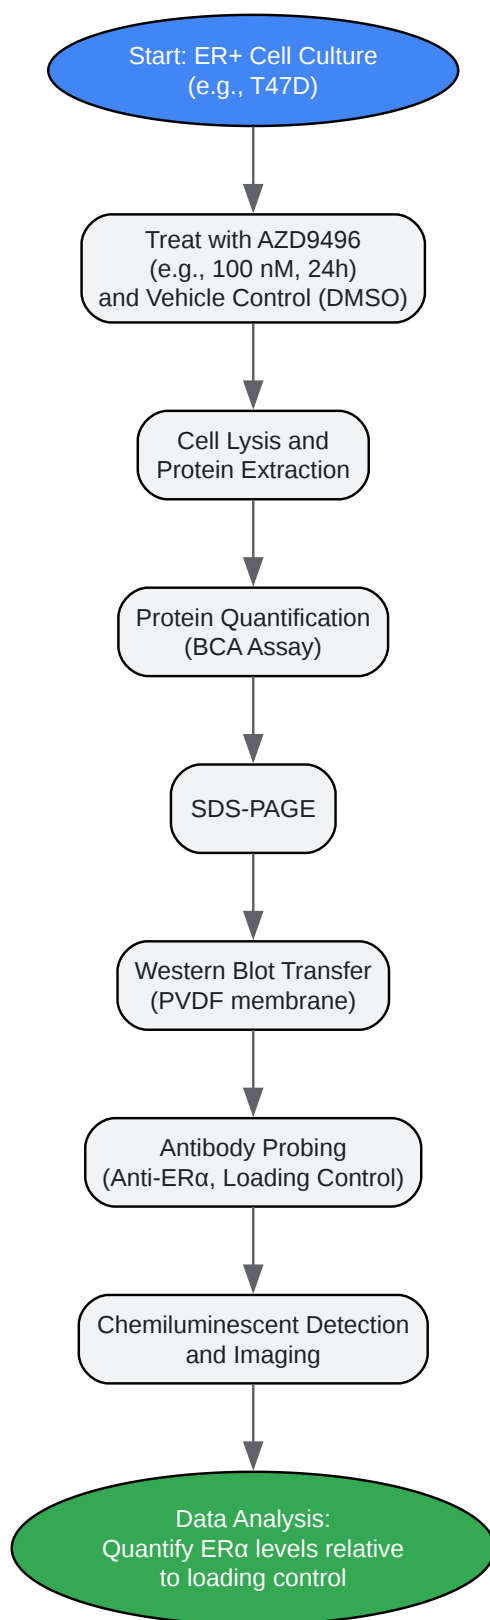 Start: ER+ Cell Culture
(e.g., T47D)
Treat with AZD9496
(e.g., 100 nM, 24h)
and Vehicle Control (DMSO)
Cell Lysis and
Protein Extraction
Protein Quantification
(BCA Assay)
SDS-PAGE
Western Blot Transfer
(PVDF membrane)
Antibody Probing
(Anti-ERα, Loading Control)
Chemiluminescent Detection
and Imaging
Data Analysis:
Quantify ERα levels relative
to loading control